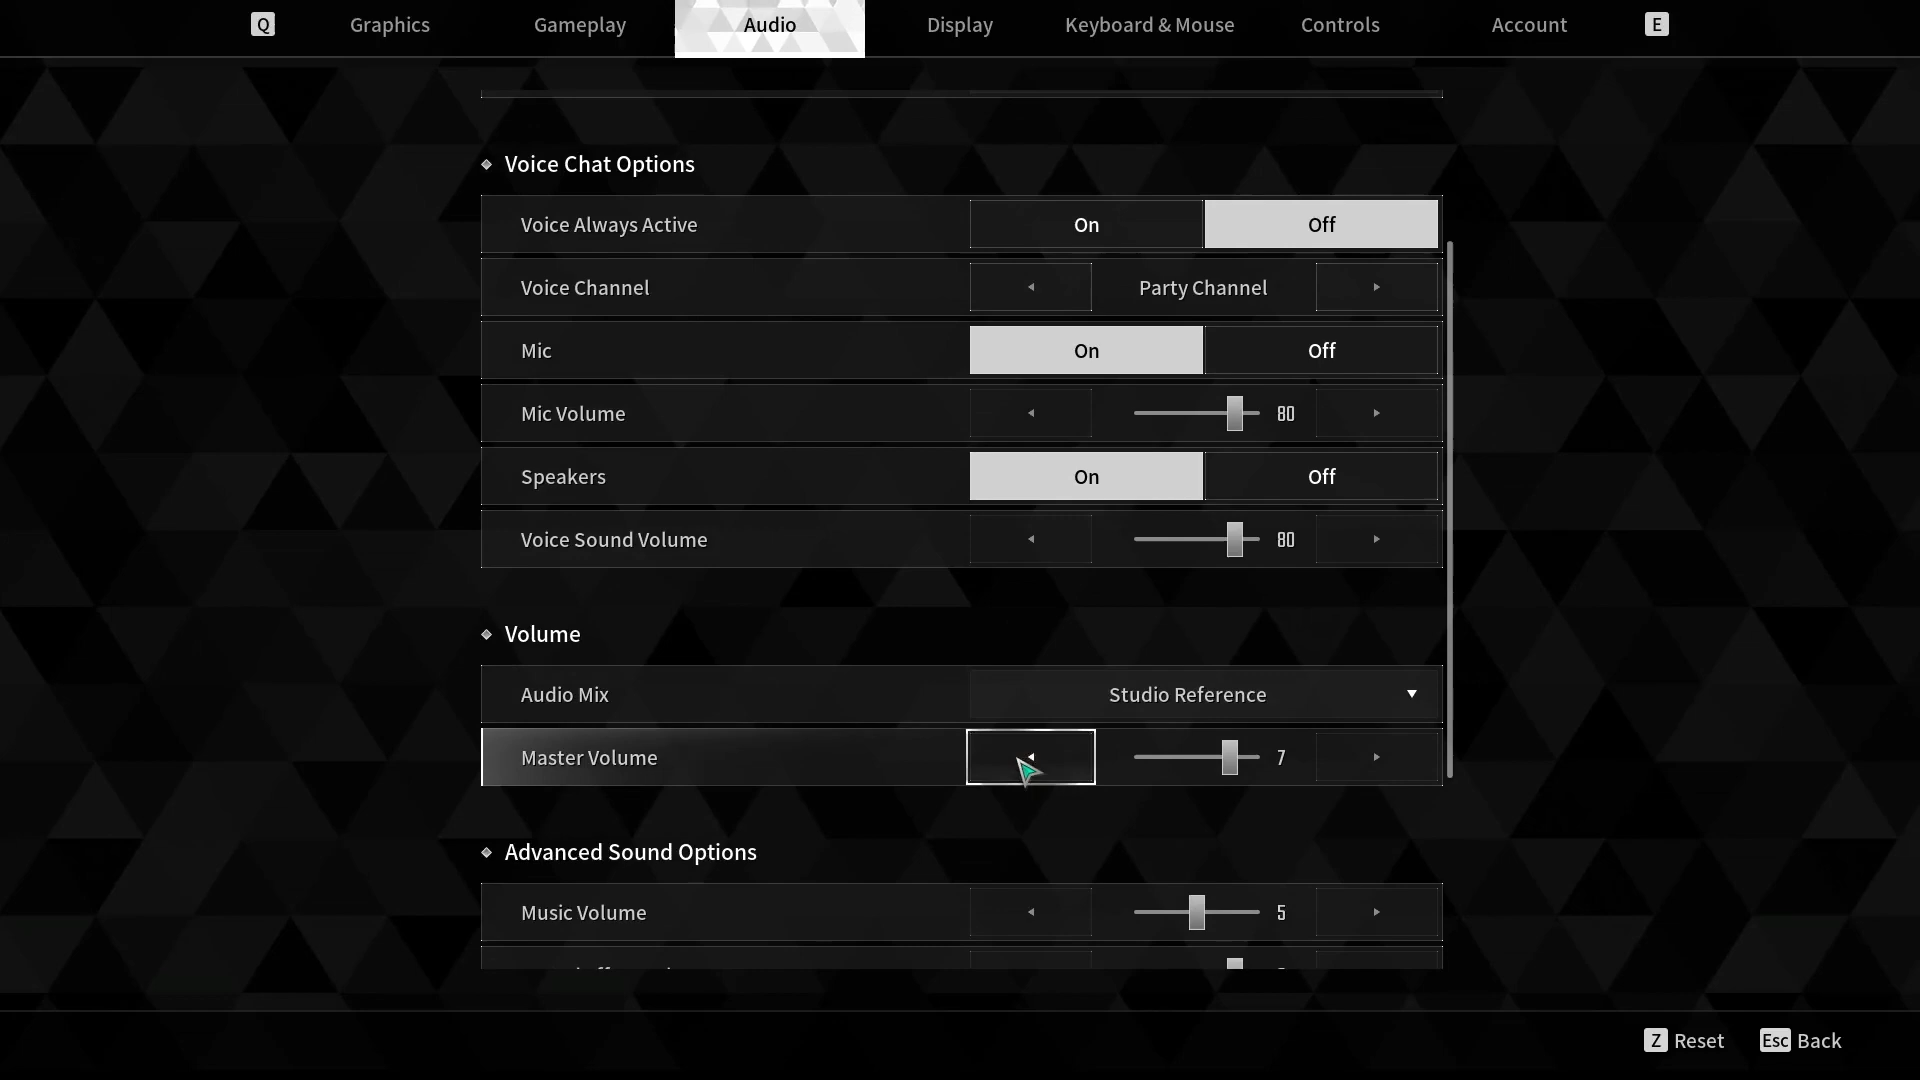 Q Graphics Gameplay Audio Display Keyboard & Mouse Controls Account E
Voice Chat Options
Voice Always Active On Off
Voice Channel Party Channel
Mic On Off
Mic Volume 80
Speakers On Off
Voice Sound Volume 80
Volume
Audio Mix Studio Reference
Master Volume 7
Advanced Sound Options
Music Volume 5
Z Reset Esc Back